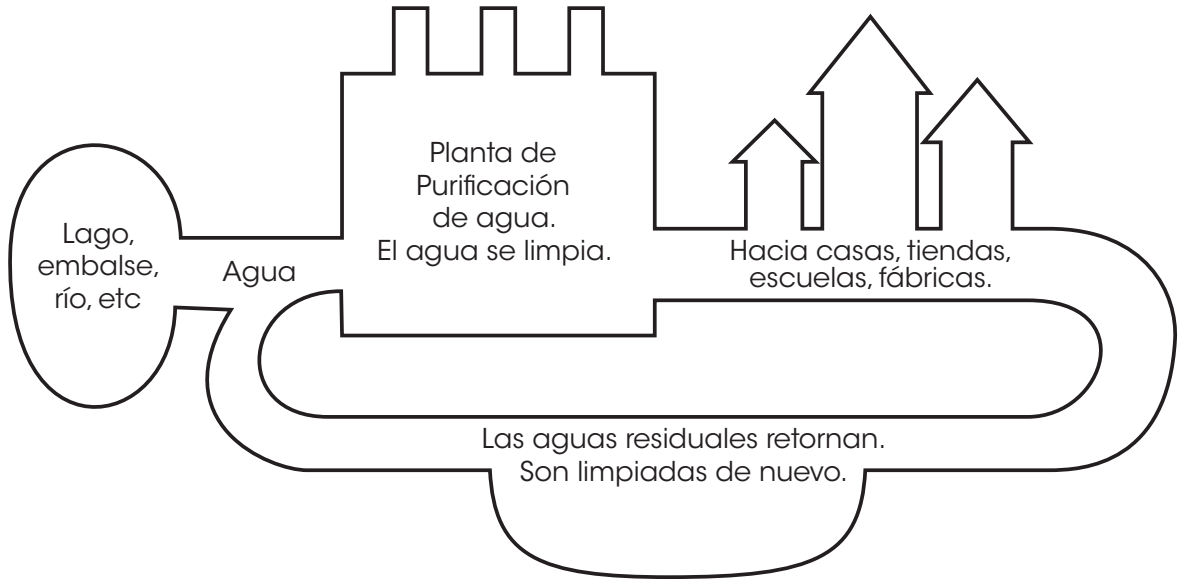 Lago,
embalse,
río, etc
Agua
Planta de
Purificación
de agua.
El agua se limpia.
Hacia casas, tiendas,
escuelas, fábricas.
Las aguas residuales retornan.
Son limpiadas de nuevo.